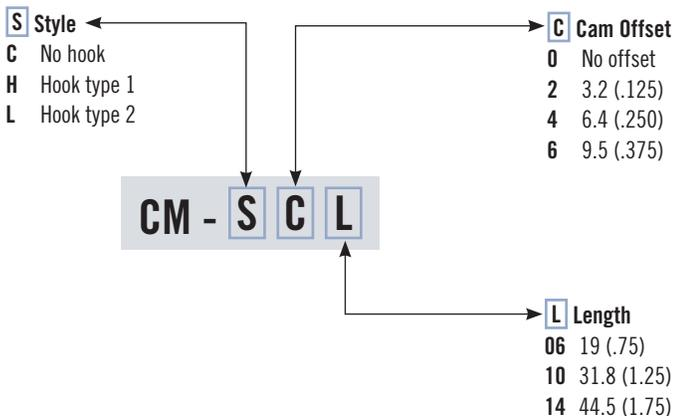 S Style
C No hook
H Hook type 1
L Hook type 2
C Cam Offset
0 No offset
2 3.2 (.125)
4 6.4 (.250)
6 9.5 (.375)
CM - S C L
L Length
06 19 (.75)
10 31.8 (1.25)
14 44.5 (1.75)